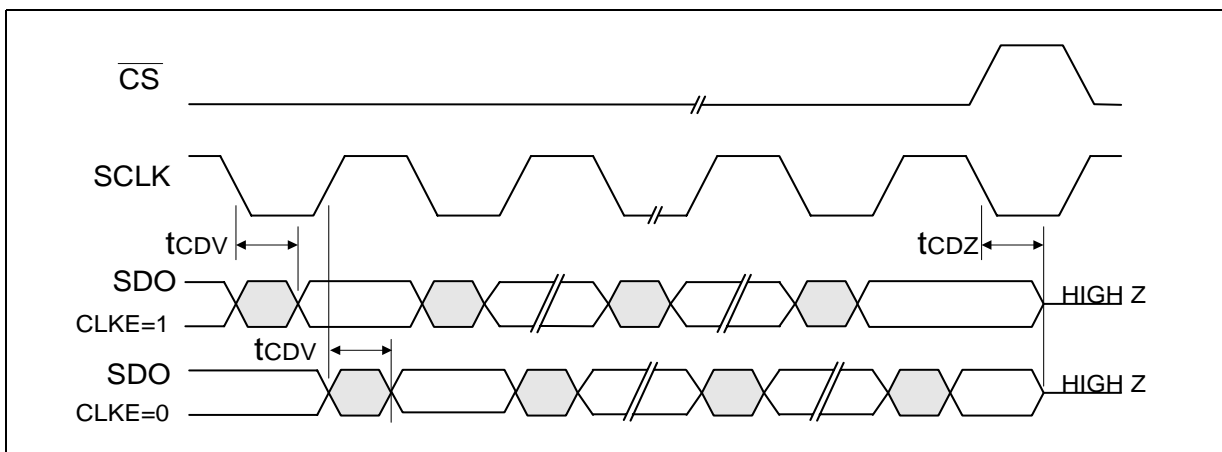 CS
SCLK
tCDV
tCDZ
SDO
HIGH Z
CLKE=1
tCDV
SDO
HIGH Z
CLKE=0